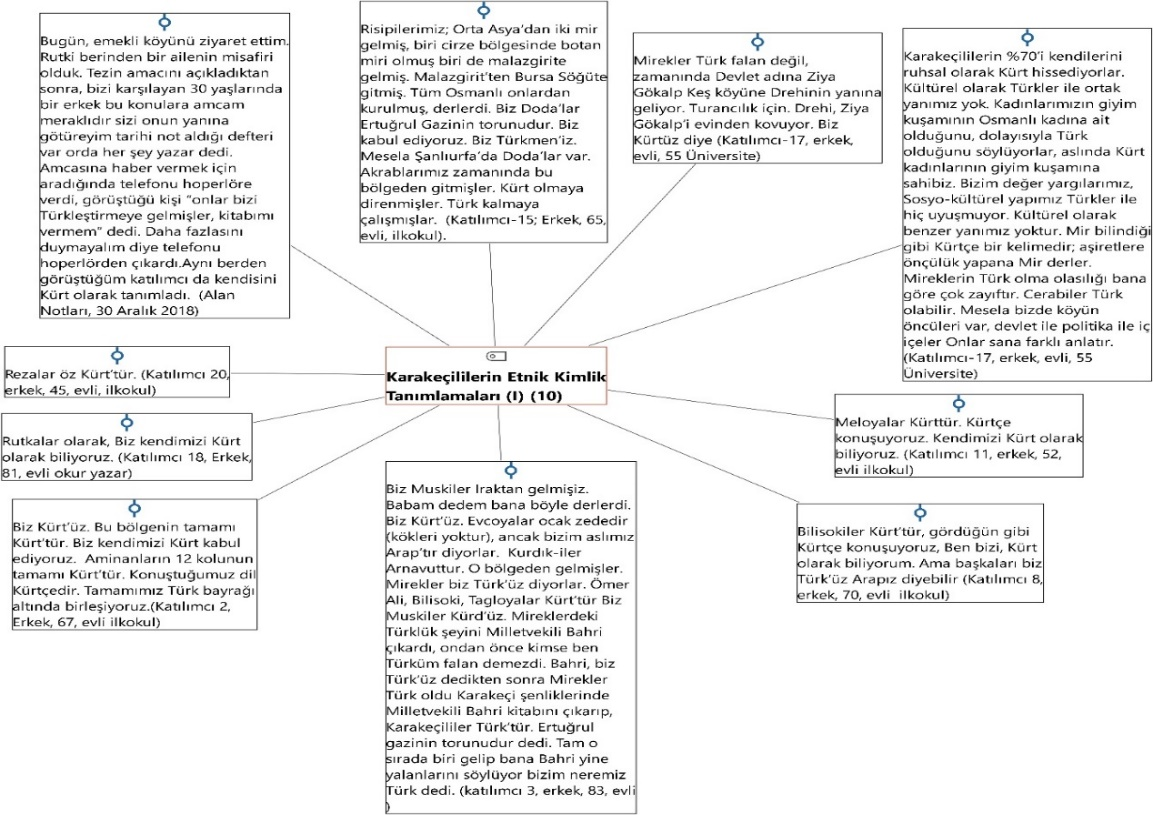 Bugün, emekli köyünü ziyaret ettim.
Rutki berinden bir ailenin misafiri
olduk. Tezin amacını açıkladıktan
sonra, bizi karşılayan 30 yaşlarında
bir erkek bu konulara amcam
meraklıdır sizi onun yanına
götüreyim tarihi not aldığı defteri
var orda her şey yazar dedi.
Amcasına haber vermek için
aradığında telefonu hoperlöre
verdi, görüştüğü kişi “onlar bizi
Türkleştirmeye gelmişler, kitabımı
vermem” dedi. Daha fazlasını
duymayalım diye telefonu
hoperlörden çıkardı.Aynı berden
görüştüğüm katılımcı da kendisini
Kürt olarak tanımladı.  (Alan
Notları, 30 Aralık 2018)
Risipilerimiz; Orta Asya’dan iki mir
gelmiş, biri cirze bölgesinde botan
miri olmuş biri de malazgirite
gelmiş. Malazgirit’ten Bursa Söğüte
gitmiş. Tüm Osmanlı onlardan
kurulmuş, derlerdi. Biz Doda’lar
Ertuğrul Gazinin torunudur. Biz
kabul ediyoruz. Biz Türkmen’iz.
Mesela Şanlıurfa’da Doda’lar var.
Akrablarımız zamanında bu
bölgeden gitmişler. Kürt olmaya
direnmişler. Türk kalmaya
çalışmışlar.  (Katılımcı-15; Erkek, 65,
evli, ilkokul).
Mirekler Türk falan değil,
zamanında Devlet adına Ziya
Gökalp Keş köyüne Drehinin yanına
geliyor. Turancılık için. Drehi, Ziya
Gökalp’i evinden kovuyor. Biz
Kürtüz diye (Katılımcı-17, erkek,
evli, 55 Üniversite)
Karakeçililerin %70’i kendilerini
ruhsal olarak Kürt hissediyorlar.
Kültürel olarak Türkler ile ortak
yanımız yok. Kadınlarımızın giyim
kuşamının Osmanlı kadına ait
olduğunu, dolayısıyla Türk
olduğunu söylüyorlar, aslında Kürt
kadınlarının giyim kuşamına
sahibiz. Bizim değer yargılarımız,
Sosyo-kültürel yapımız Türkler ile
hiç uyuşmuyor. Kültürel olarak
benzer yanımız yoktur. Mir bilindiği
gibi Kürtçe bir kelimedir; aşiretlere
önçülük yapana Mir derler.
Mireklerin Türk olma olasılığı bana
göre çok zayıftır. Cerabiler Türk
olabilir. Mesela bizde köyün
öncüleri var, devlet ile politika ile iç
içeler Onlar sana farklı anlatır.
(Katılımcı-17, erkek, evli, 55
Üniversite)
Karakeçililerin Etnik Kimlik
Tanımlamaları (I) (10)
Rezalar öz Kürt’tür. (Katılımcı 20,
erkek, 45, evli, ilkokul)
Rutkalar olarak, Biz kendimizi Kürt
olarak biliyoruz. (Katılımcı 18, Erkek,
81, evli okur yazar)
Biz Kürt’üz. Bu bölgenin tamamı
Kürt’tür. Biz kendimizi Kürt kabul
ediyoruz.  Aminanların 12 kolunun
tamamı Kürt’tür. Konuştuğumuz dil
Kürtçedir. Tamamımız Türk bayrağı
altında birleşiyoruz.(Katılımcı 2,
Erkek, 67, evli ilkokul)
Biz Muskiler Iraktan gelmişiz.
Babam dedem bana böyle derlerdi.
Biz Kürt’üz. Evcoyalar ocak zededir
(kökleri yoktur), ancak bizim aslımız
Arap’tır diyorlar.  Kurdık-iler
Arnavuttur. O bölgeden gelmişler.
Mirekler biz Türk’üz diyorlar. Ömer
Ali, Bilisoki, Tagloyalar Kürt’tür Biz
Muskiler Kürd’üz. Mireklerdeki
Türklük şeyini Milletvekili Bahri
çıkardı, ondan önce kimse ben
Türküm falan demezdi. Bahri, biz
Türk’üz dedikten sonra Mirekler
Türk oldu Karakeçi şenliklerinde
Milletvekili Bahri kitabını çıkarıp,
Karakeçililer Türk’tür. Ertuğrul
gazinin torunudur dedi. Tam o
sırada biri gelip bana Bahri yine
yalanlarını söylüyor bizim neremiz
Türk dedi. (katılımcı 3, erkek, 83, evli
)
Meloyalar Kürttür. Kürtçe
konuşuyoruz. Kendimizi Kürt olarak
biliyoruz. (Katılımcı 11, erkek, 52,
evli ilkokul)
Bilisokiler Kürt’tür, gördüğün gibi
Kürtçe konuşuyoruz, Ben bizi, Kürt
olarak biliyorum. Ama başkaları biz
Türk’üz Arapız diyebilir (Katılımcı 8,
erkek, 70, evli  ilkokul)